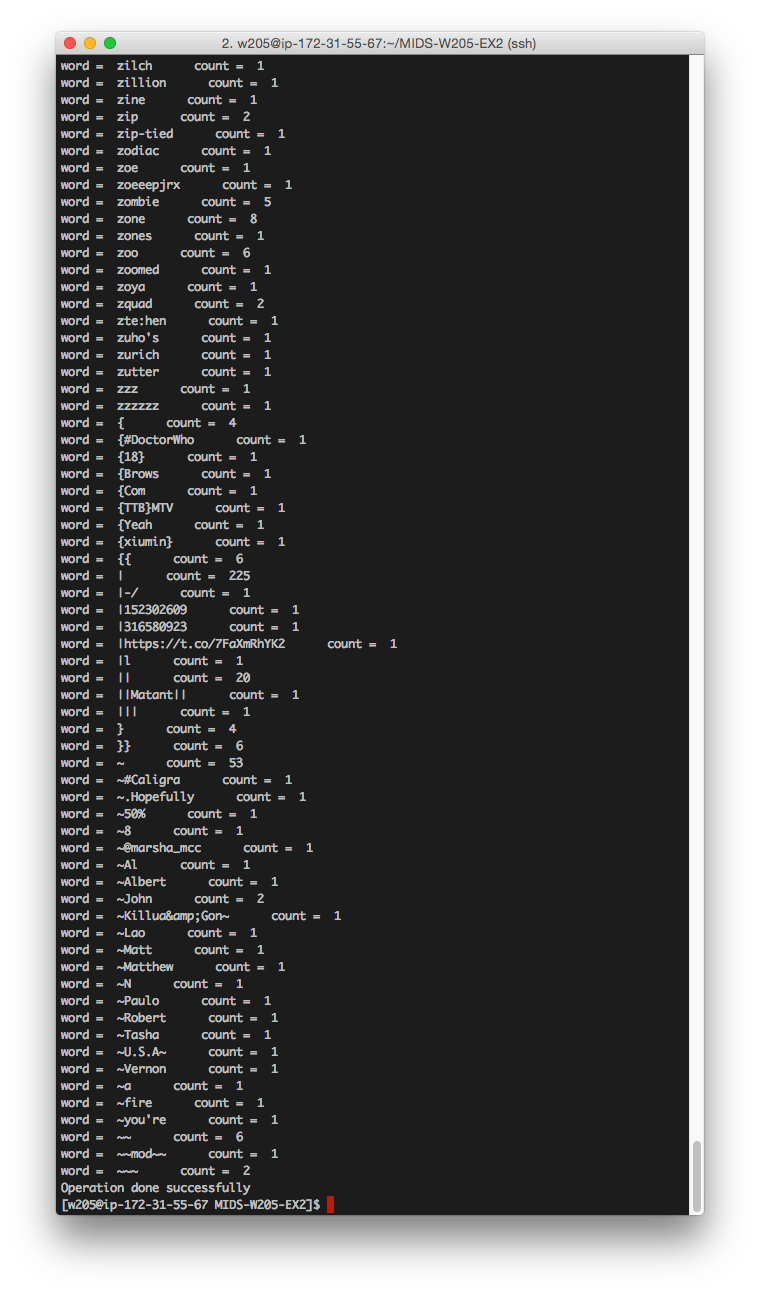 2. w205@ip-172-31-55-67:~/MIDS-W205-EX2 (ssh)
word =  zilch      count =  1
word =  zillion      count =  1
word =  zine      count =  1
word =  zip      count =  2
word =  zip-tied      count =  1
word =  zodiac      count =  1
word =  zoe      count =  1
word =  zoeeepjrx      count =  1
word =  zombie      count =  5
word =  zone      count =  8
word =  zones      count =  1
word =  zoo      count =  6
word =  zoomed      count =  1
word =  zoya      count =  1
word =  zquad      count =  2
word =  zte:hen      count =  1
word =  zuho's      count =  1
word =  zurich      count =  1
word =  zutter      count =  1
word =  zzz      count =  1
word =  zzzzzz      count =  1
word =  {      count =  4
word =  {#DoctorWho      count =  1
word =  {18}      count =  1
word =  {Brows      count =  1
word =  {Com      count =  1
word =  {TTB}MTV      count =  1
word =  {Yeah      count =  1
word =  {xiumin}      count =  1
word =  {{      count =  6
word =  |      count =  225
word =  |-/      count =  1
word =  |152302609      count =  1
word =  |316580923      count =  1
word =  |https://t.co/7FaXmRhYK2      count =  1
word =  |l      count =  1
word =  ||      count =  20
word =  ||Matant||      count =  1
word =  |||      count =  1
word =  }      count =  4
word =  }}      count =  6
word =  ~      count =  53
word =  ~#Caligra      count =  1
word =  ~.Hopefully      count =  1
word =  ~50%      count =  1
word =  ~8      count =  1
word =  ~@marsha_mcc      count =  1
word =  ~Al      count =  1
word =  ~Albert      count =  1
word =  ~John      count =  2
word =  ~Killua&amp;Gon~      count =  1
word =  ~Lao      count =  1
word =  ~Matt      count =  1
word =  ~Matthew      count =  1
word =  ~N      count =  1
word =  ~Paulo      count =  1
word =  ~Robert      count =  1
word =  ~Tasha      count =  1
word =  ~U.S.A~      count =  1
word =  ~Vernon      count =  1
word =  ~a      count =  1
word =  ~fire      count =  1
word =  ~you're      count =  1
word =  ~~      count =  6
word =  ~~mod~~      count =  1
word =  ~~~      count =  2
Operation done successfully
[w205@ip-172-31-55-67 MIDS-W205-EX2]$